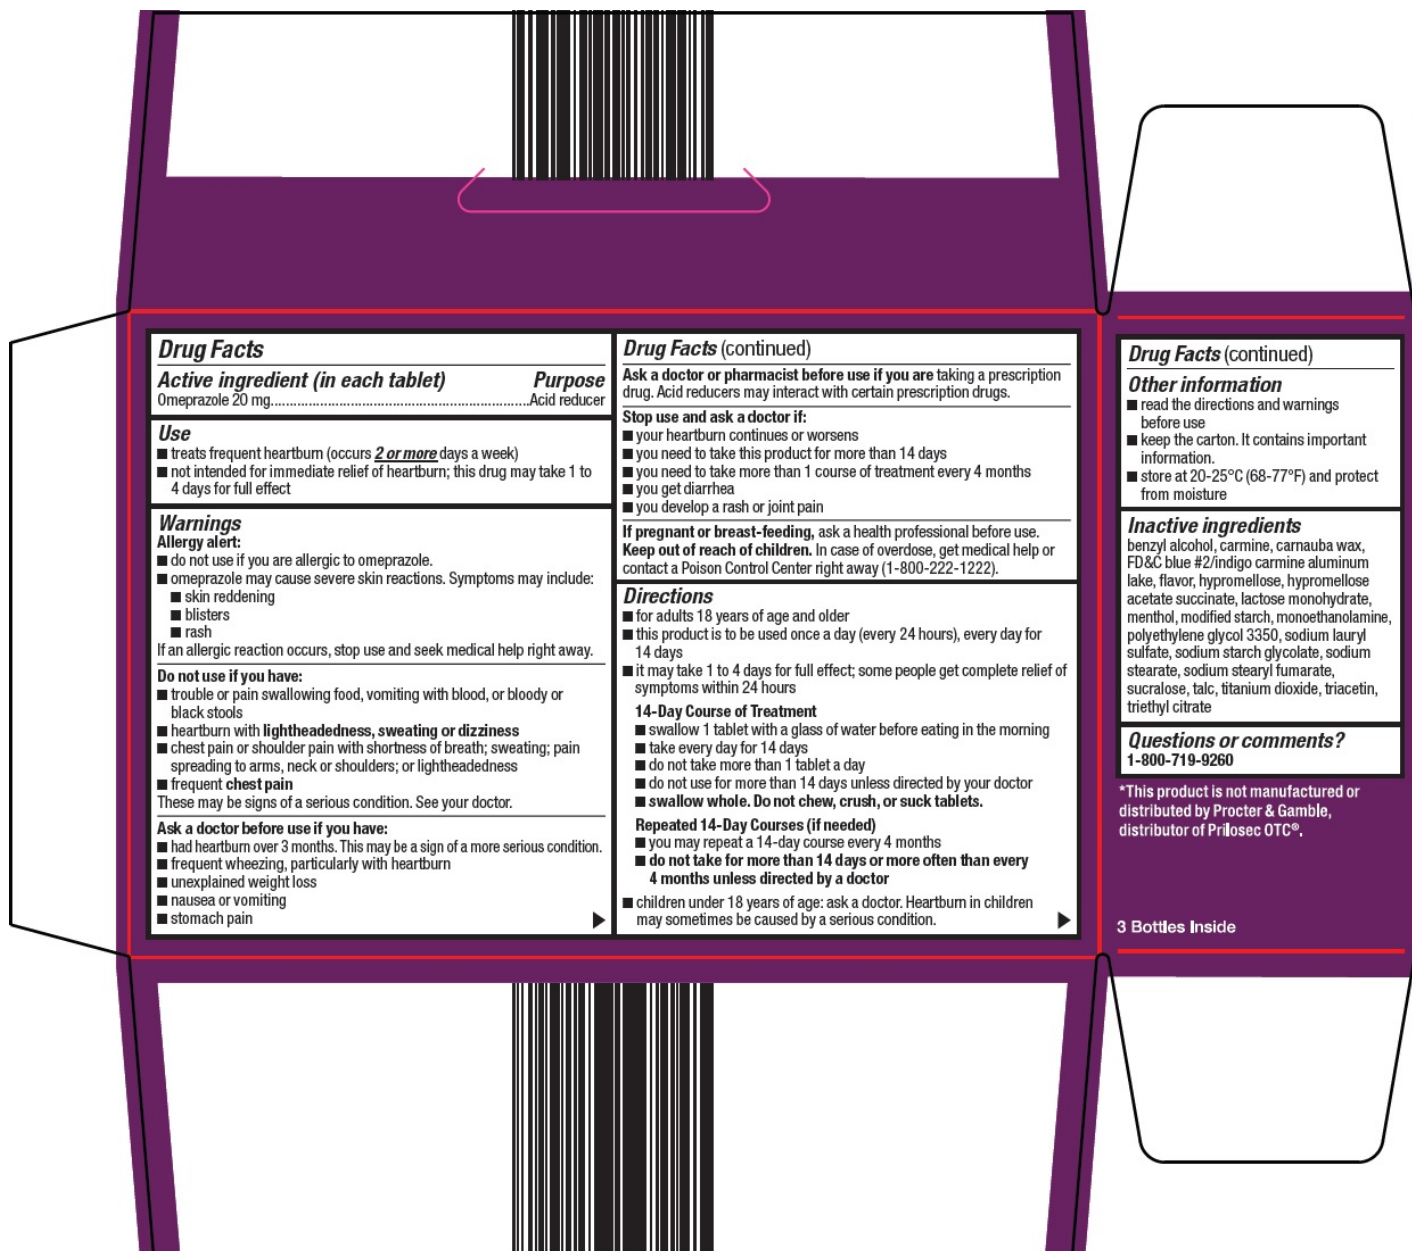 Drug Facts
Active ingredient (in each tablet) Purpose
Omeprazole 20 mg....................................................................Acid reducer
Use
■ treats frequent heartburn (occurs 2 or more days a week)
■ not intended for immediate relief of heartburn; this drug may take 1 to
4 days for full effect
Warnings
Allergy alert:
■ do not use if you are allergic to omeprazole.
■ omeprazole may cause severe skin reactions. Symptoms may include:
■ skin reddening
■ blisters
■ rash
If an allergic reaction occurs, stop use and seek medical help right away.
Do not use if you have:
■ trouble or pain swallowing food, vomiting with blood, or bloody or
black stools
■ heartburn with lightheadedness, sweating or dizziness
■ chest pain or shoulder pain with shortness of breath; sweating; pain
spreading to arms, neck or shoulders; or lightheadedness
■ frequent chest pain
These may be signs of a serious condition. See your doctor.
Ask a doctor before use if you have:
■ had heartburn over 3 months. This may be a sign of a more serious condition.
■ frequent wheezing, particularly with heartburn
■ unexplained weight loss
■ nausea or vomiting
■ stomach pain
Drug Facts (continued)
Ask a doctor or pharmacist before use if you are taking a prescription
drug. Acid reducers may interact with certain prescription drugs.
Stop use and ask a doctor if:
■ your heartburn continues or worsens
■ you need to take this product for more than 14 days
■ you need to take more than 1 course of treatment every 4 months
■ you get diarrhea
■ you develop a rash or joint pain
If pregnant or breast-feeding, ask a health professional before use.
Keep out of reach of children. In case of overdose, get medical help or
contact a Poison Control Center right away (1-800-222-1222).
Directions
■ for adults 18 years of age and older
■ this product is to be used once a day (every 24 hours), every day for
14 days
■ it may take 1 to 4 days for full effect; some people get complete relief of
symptoms within 24 hours
14-Day Course of Treatment
■ swallow 1 tablet with a glass of water before eating in the morning
■ take every day for 14 days
■ do not take more than 1 tablet a day
■ do not use for more than 14 days unless directed by your doctor
■ swallow whole. Do not chew, crush, or suck tablets.
Repeated 14-Day Courses (if needed)
■ you may repeat a 14-day course every 4 months
■ do not take for more than 14 days or more often than every
4 months unless directed by a doctor
■ children under 18 years of age: ask a doctor. Heartburn in children
may sometimes be caused by a serious condition.
Drug Facts (continued)
Other information
■ read the directions and warnings
before use
■ keep the carton. It contains important
information.
■ store at 20-25°C (68-77°F) and protect
from moisture
Inactive ingredients
benzyl alcohol, carmine, carnauba wax,
FD&C blue #2/indigo carmine aluminum
lake, flavor, hypromellose, hypromellose
acetate succinate, lactose monohydrate,
menthol, modified starch, monoethanolamine,
polyethylene glycol 3350, sodium lauryl
sulfate, sodium starch glycolate, sodium
stearate, sodium stearyl fumarate,
sucralose, talc, titanium dioxide, triacetin,
triethyl citrate
Questions or comments?
1-800-719-9260
*This product is not manufactured or
distributed by Procter & Gamble,
distributor of Prilosec OTC®.
3 Bottles Inside